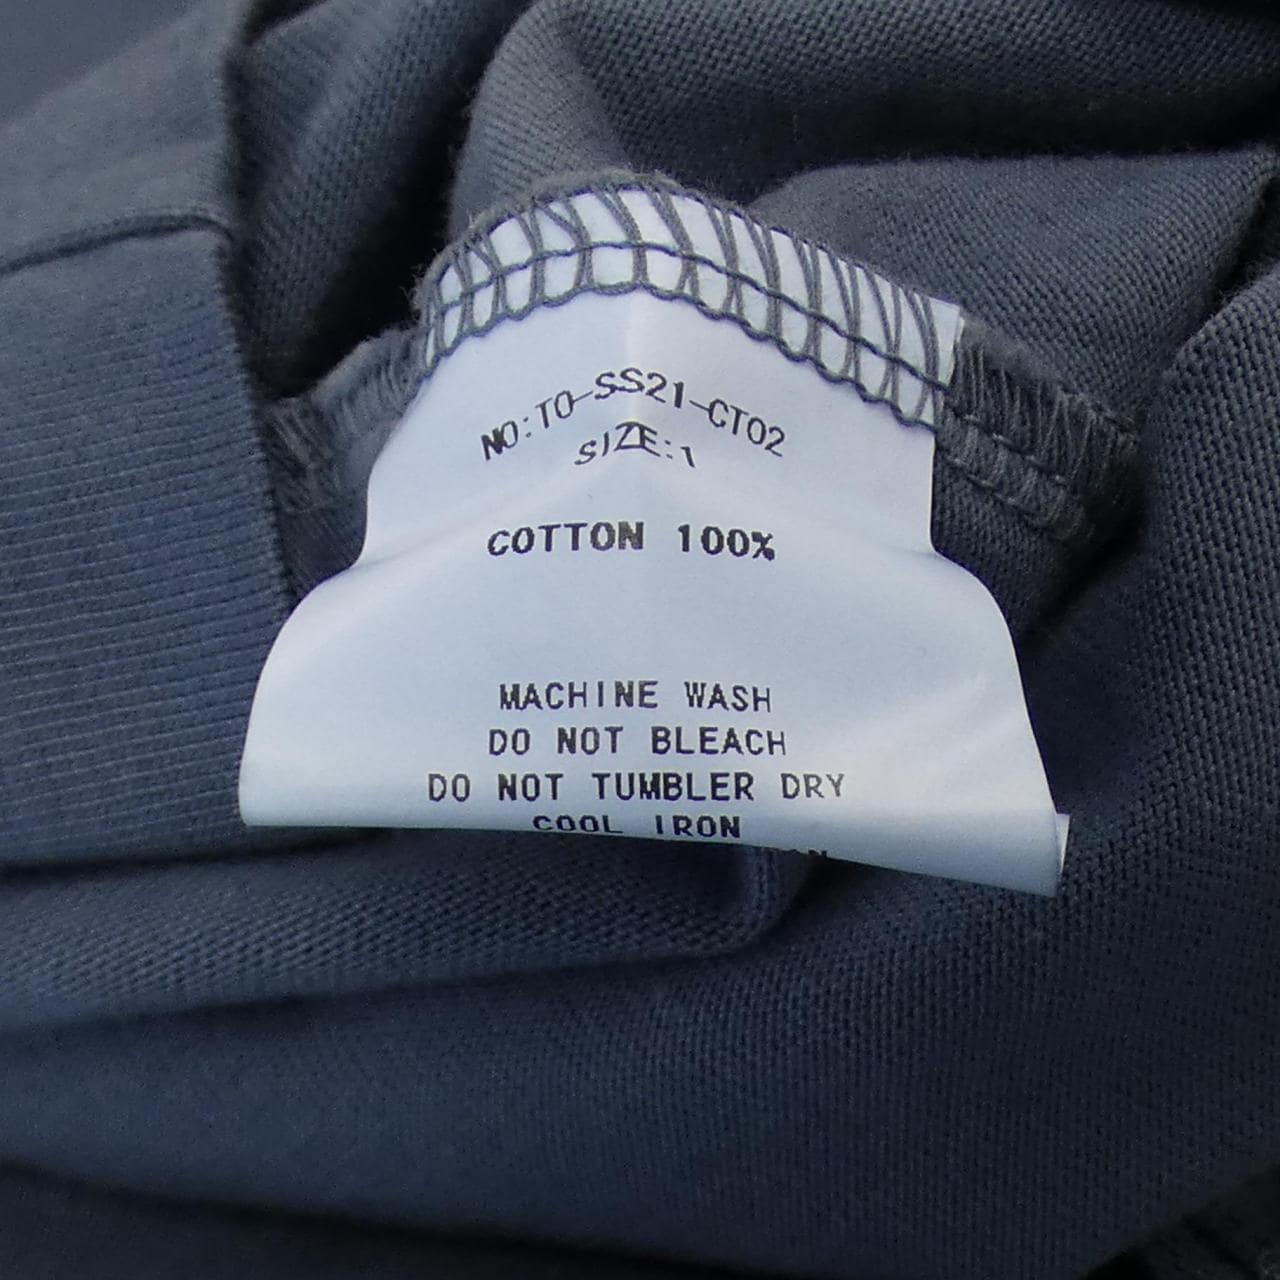 NO:TO-SS21-CT02
SIZE:1
COTTON 100%
MACHINE WASH
DO NOT BLEACH
DO NOT TUMBLER DRY
COOL IRON